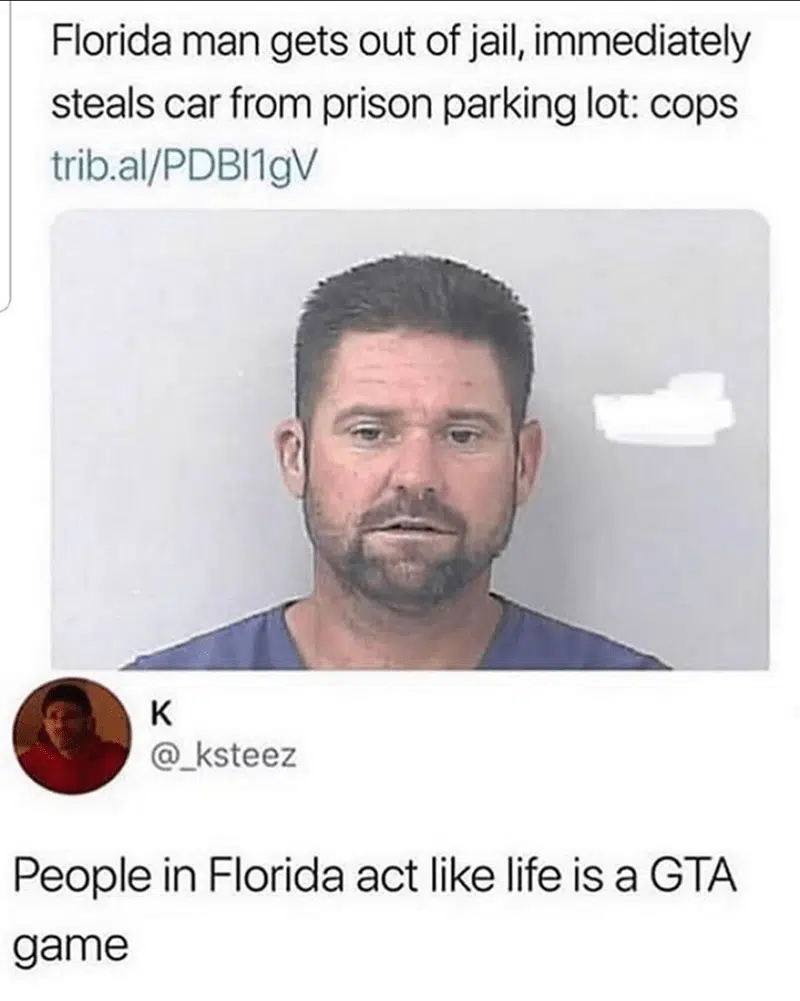 Florida man gets out of jail, immediately
steals car from prison parking lot: cops
trib.al/PDBI1gV
K
@_ksteez
People in Florida act like life is a GTA
game